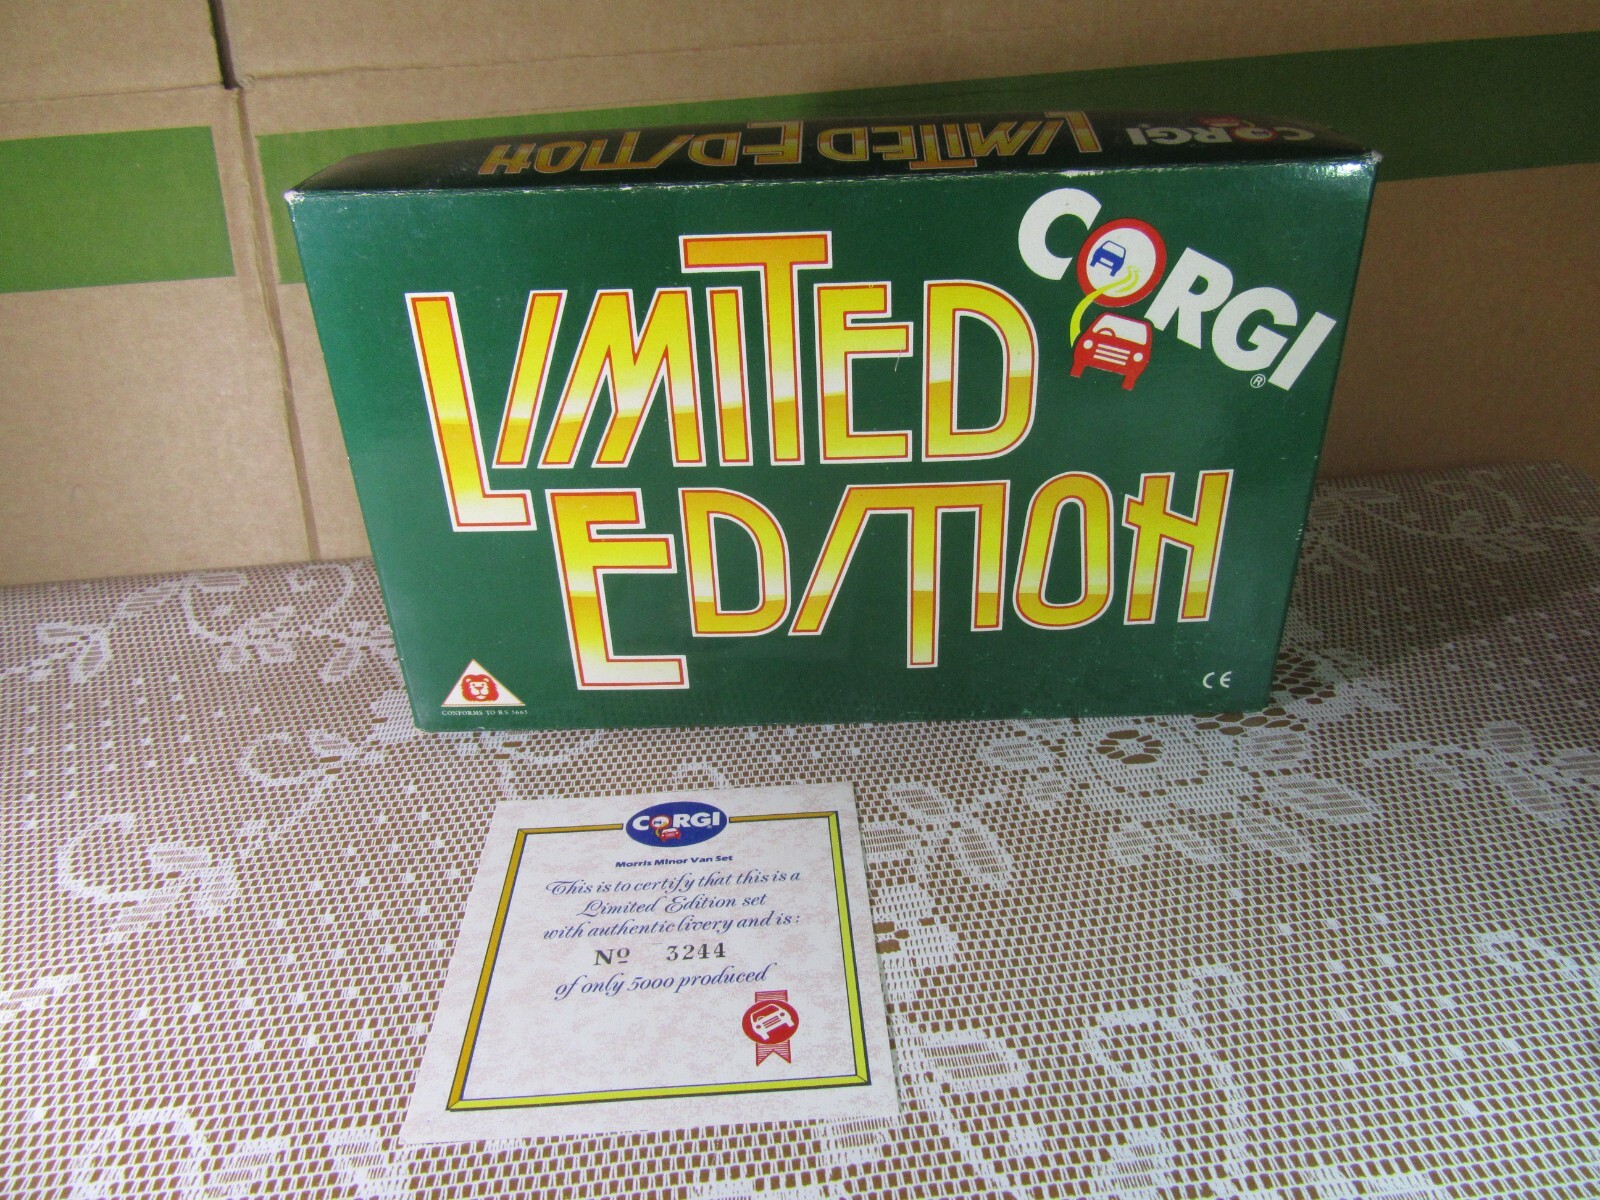 LIMITED EDITION CORGI
CORGI
LIMITED
EDITION
®
CONFORMS TO B.S. 5665
CE
CORGI
Morris Minor Van Set
This is to certify that this is a
Limited Edition set
with authentic livery and is:
Nº 3244
of only 5000 produced